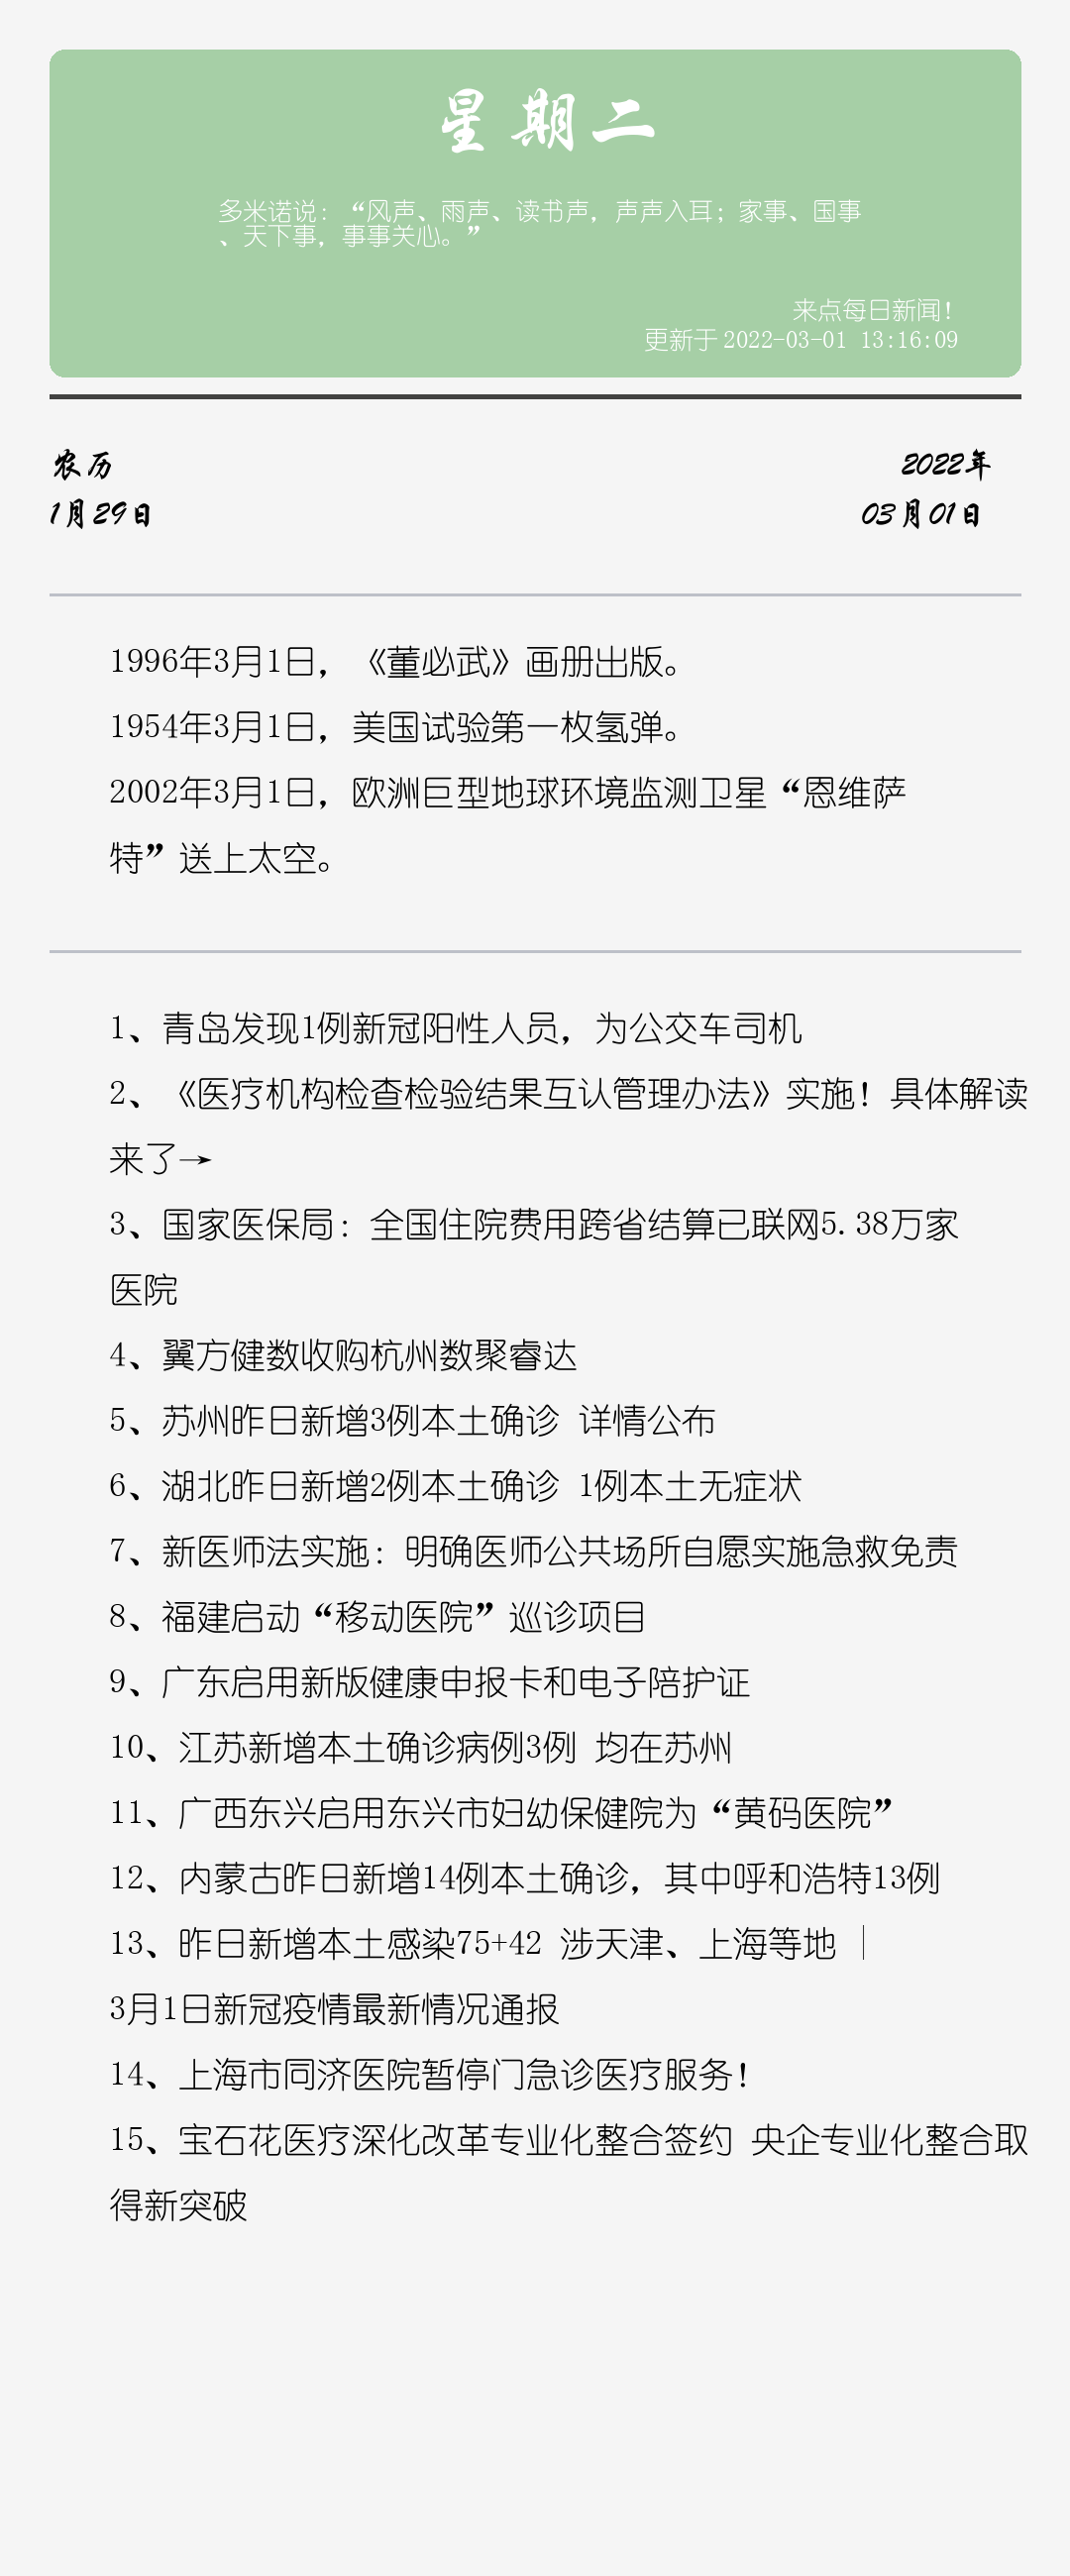 星期二
多米诺说：“风声、雨声、读书声，声声入耳；家事、国事
、天下事，事事关心。”
来点每日新闻！
更新于 2022-03-01 13:16:09
农历
2022年
1月29日
03月01日
1996年3月1日，《董必武》画册出版。
1954年3月1日，美国试验第一枚氢弹。
2002年3月1日，欧洲巨型地球环境监测卫星“恩维萨
特”送上太空。
1、青岛发现1例新冠阳性人员，为公交车司机
2、《医疗机构检查检验结果互认管理办法》实施！具体解读
来了→
3、国家医保局：全国住院费用跨省结算已联网5.38万家
医院
4、翼方健数收购杭州数聚睿达
5、苏州昨日新增3例本土确诊 详情公布
6、湖北昨日新增2例本土确诊 1例本土无症状
7、新医师法实施：明确医师公共场所自愿实施急救免责
8、福建启动“移动医院”巡诊项目
9、广东启用新版健康申报卡和电子陪护证
10、江苏新增本土确诊病例3例 均在苏州
11、广西东兴启用东兴市妇幼保健院为“黄码医院”
12、内蒙古昨日新增14例本土确诊，其中呼和浩特13例
13、昨日新增本土感染75+42 涉天津、上海等地 |
3月1日新冠疫情最新情况通报
14、上海市同济医院暂停门急诊医疗服务！
15、宝石花医疗深化改革专业化整合签约 央企专业化整合取
得新突破